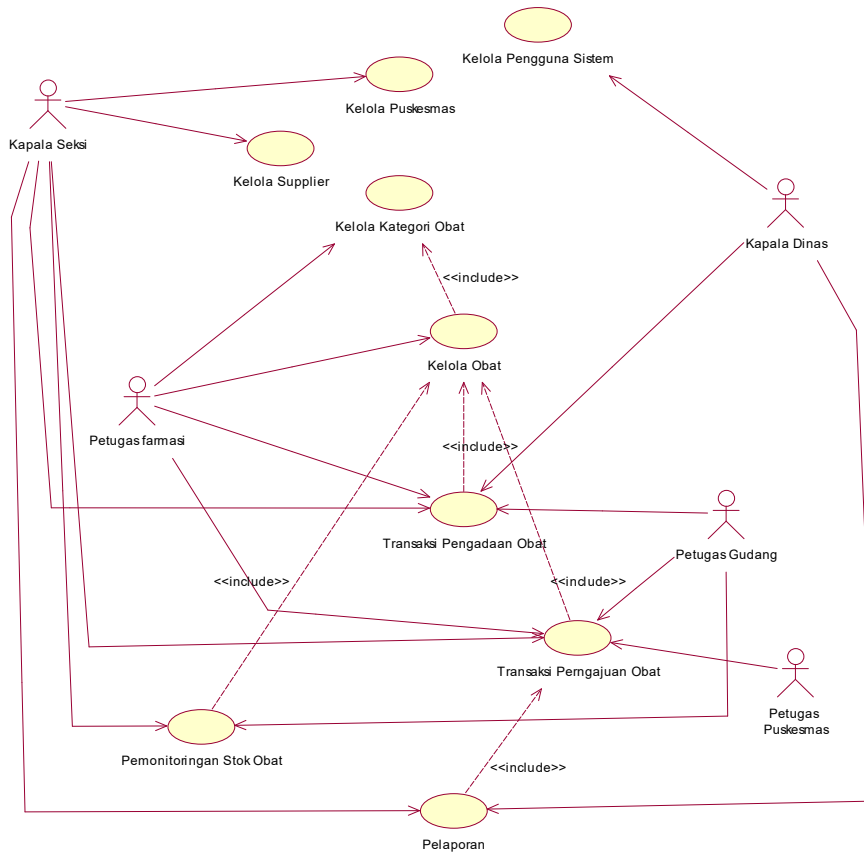 Kelola Pengguna Sistem
Kelola Puskesmas
Kapala Seksi
Kelola Supplier
Kelola Kategori Obat
Kapala Dinas
<<include>>
Kelola Obat
Petugas farmasi
<<include>>
Transaksi Pengadaan Obat
Petugas Gudang
<<include>>
<<include>>
Transaksi Perngajuan Obat
Petugas
Puskesmas
Pemonitoringan Stok Obat
<<include>>
Pelaporan